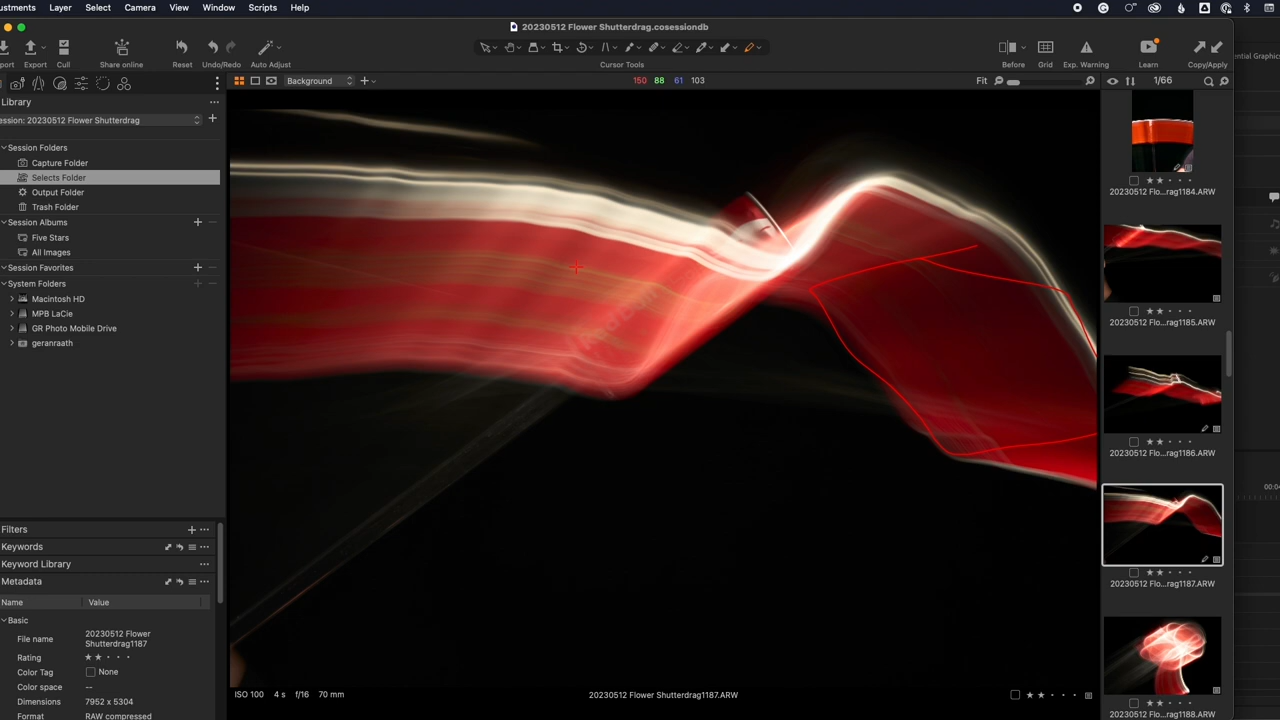 ustments Layer Select Camera View Window Scripts Help
20230512 Flower Shutterdrag.cosessiondb
port Export Cull Share online Reset Undo/Redo Auto Adjust Cursor Tools Before Grid Exp. Warning Learn Copy/Apply
Background 150 88 61 103 Fit 1/66
Library
ession: 20230512 Flower Shutterdrag
Session Folders
Capture Folder
Selects Folder
Output Folder
Trash Folder
Session Albums
Five Stars
All Images
Session Favorites
System Folders
Macintosh HD
MPB LaCie
GR Photo Mobile Drive
geranraath
Filters
Keywords
Keyword Library
Metadata
Name Value
Basic
File name 20230512 Flower
Shutterdrag1187
Rating
Color Tag None
Color space --
Dimensions 7952 x 5304
Format RAW compressed
ISO 100 4 s f/16 70 mm
20230512 Flower Shutterdrag1187.ARW
20230512 Flo...rag1184.ARW
20230512 Flo...rag1185.ARW
20230512 Flo...rag1186.ARW
20230512 Flo...rag1187.ARW
20230512 Flo...rag1188.ARW
ential Graphics
00:04